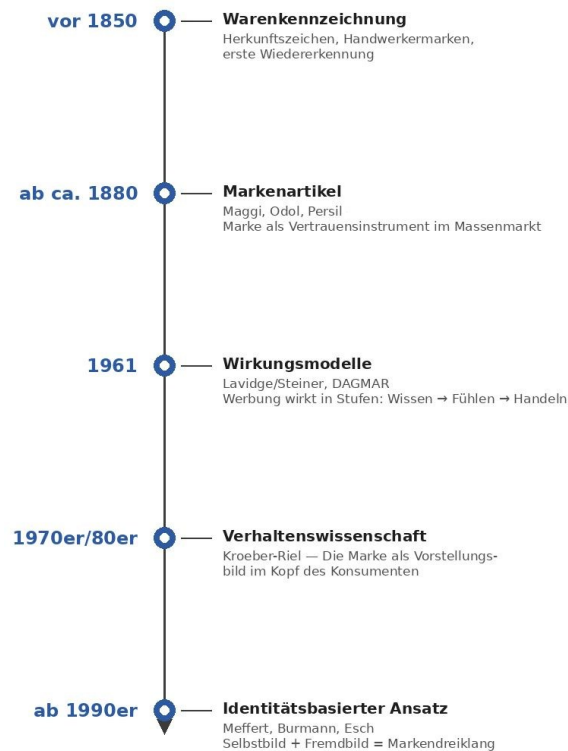 vor 1850
Warenkennzeichnung
Herkunftszeichen, Handwerkermarken,
erste Wiedererkennung
ab ca. 1880
Markenartikel
Maggi, Odol, Persil
Marke als Vertrauensinstrument im Massenmarkt
1961
Wirkungsmodelle
Lavidge/Steiner, DAGMAR
Werbung wirkt in Stufen: Wissen → Fühlen → Handeln
1970er/80er
Verhaltenswissenschaft
Kroeber-Riel — Die Marke als Vorstellungs-
bild im Kopf des Konsumenten
ab 1990er
Identitätsbasierter Ansatz
Meffert, Burmann, Esch
Selbstbild + Fremdbild = Markendreiklang